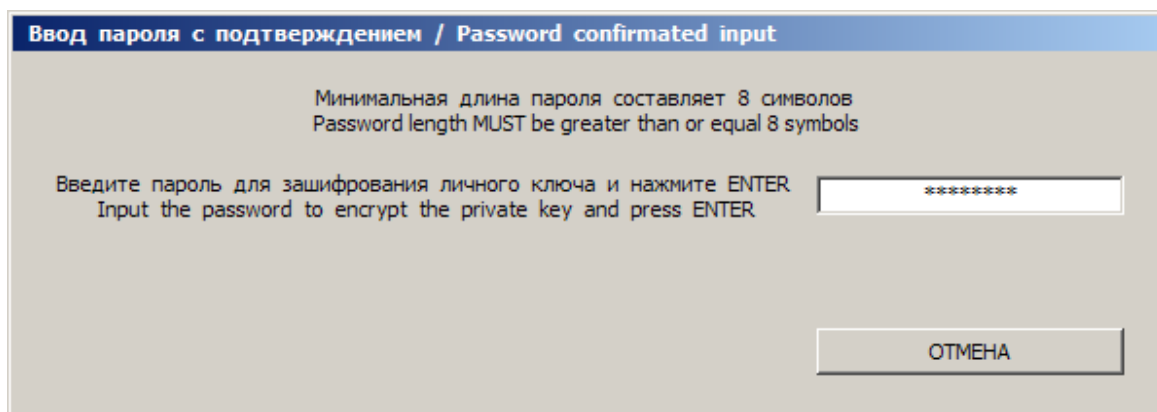 Ввод пароля с подтверждением / Password confirmated input
Минимальная длина пароля составляет 8 символов
Password length MUST be greater than or equal 8 symbols
Введите пароль для зашифрования личного ключа и нажмите ENTER
Input the password to encrypt the private key and press ENTER
********
ОТМЕНА